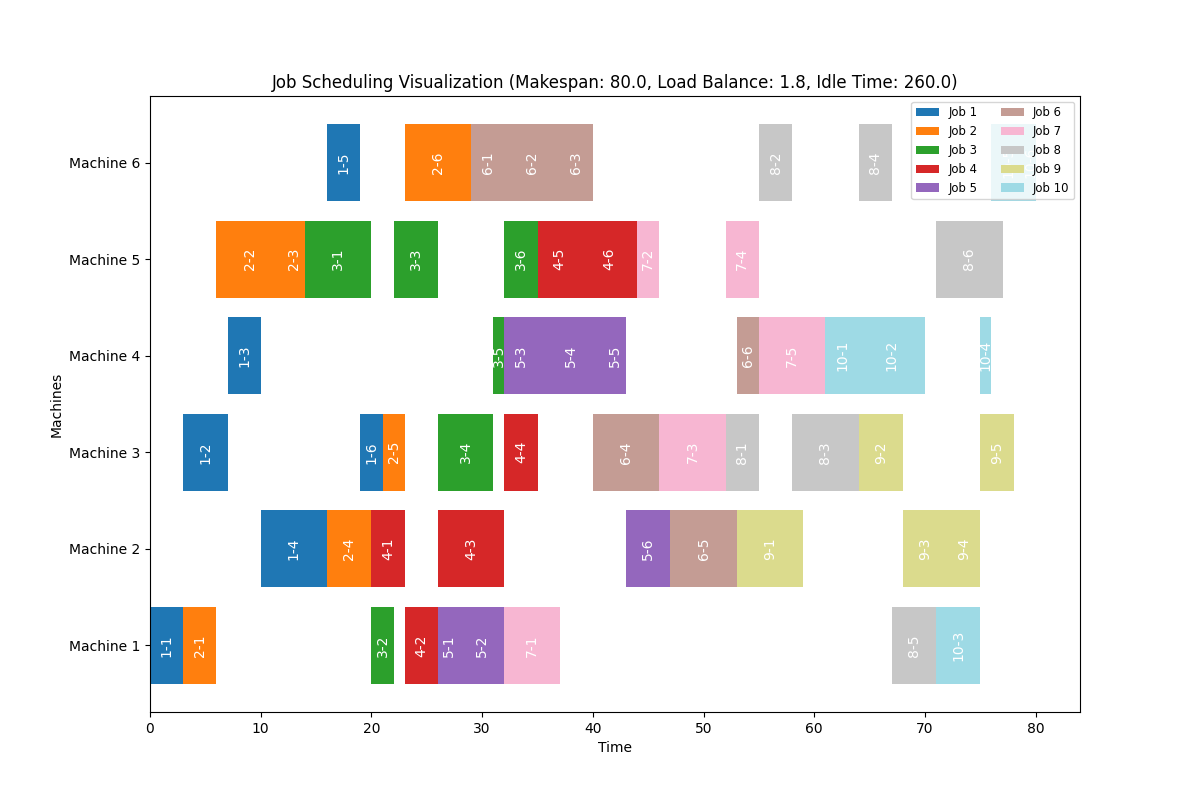 Job Scheduling Visualization (Makespan: 80.0, Load Balance: 1.8, Idle Time: 260.0)
Job 1 Job 6
Job 2 Job 7
Job 3 Job 8
Job 4 Job 9
Job 5 Job 10
Machines
Machine 6
1-5 2-6 6-1 6-2 6-3 8-2 8-4
Machine 5
2-2 2-3 3-1 3-3 3-6 4-5 4-6 7-2 7-4 8-6
Machine 4
1-3 3-5 5-3 5-4 5-5 6-6 7-5 10-1 10-2 10-4
Machine 3
1-2 1-6 2-5 3-4 4-4 6-4 7-3 8-1 8-3 9-2 9-5
Machine 2
1-4 2-4 4-1 4-3 5-6 6-5 9-1 9-3 9-4
Machine 1
1-1 2-1 3-2 4-2 5-1 5-2 7-1 8-5 10-3
0 10 20 30 40 50 60 70 80
Time